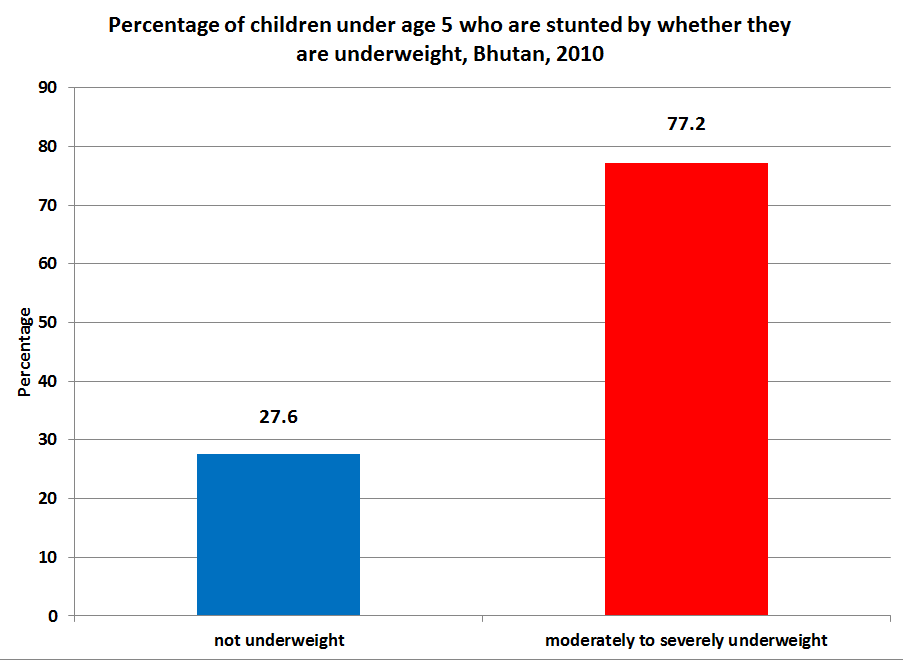 Percentage of children under age 5 who are stunted by whether they
are underweight, Bhutan, 2010
Percentage
90
80
70
60
50
40
30
20
10
0
77.2
27.6
not underweight
moderately to severely underweight